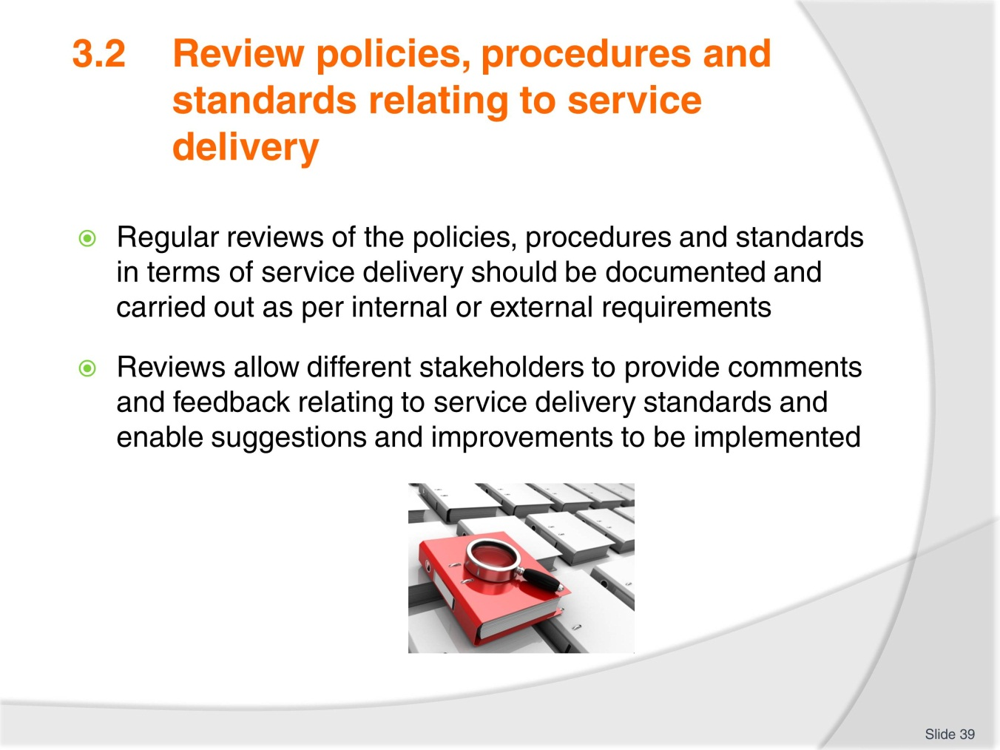 3.2 Review policies, procedures and
standards relating to service
delivery
Regular reviews of the policies, procedures and standards
in terms of service delivery should be documented and
carried out as per internal or external requirements
Reviews allow different stakeholders to provide comments
and feedback relating to service delivery standards and
enable suggestions and improvements to be implemented
Slide 39